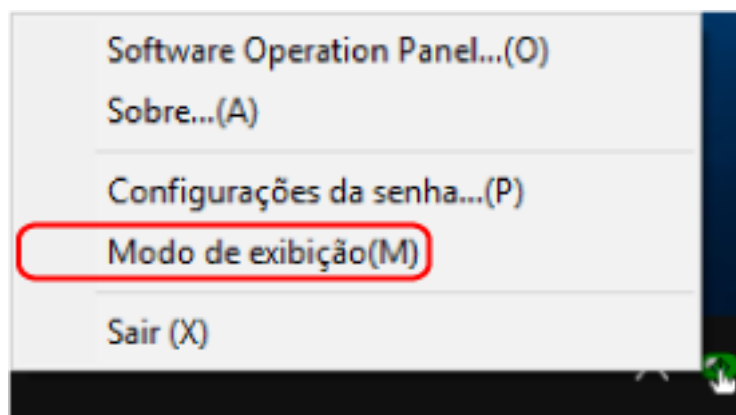 Software Operation Panel...(O)
Sobre...(A)
Configurações da senha...(P)
Modo de exibição(M)
Sair (X)